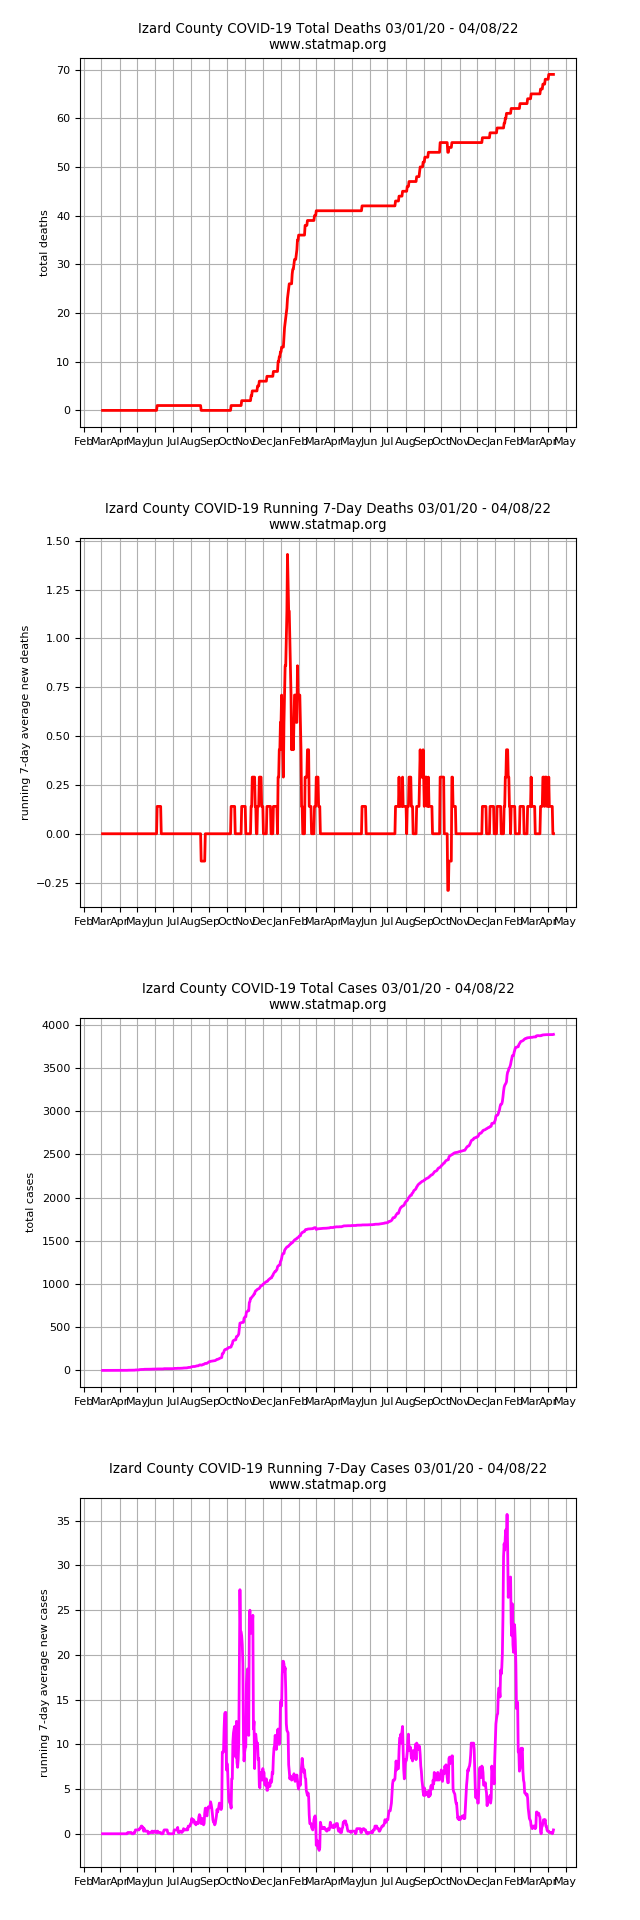 Izard County COVID-19 Total Deaths 03/01/20 - 04/08/22
www.statmap.org
70
60
50
40
30
20
10
0
total deaths
Feb Mar Apr May Jun Jul Aug Sep Oct Nov Dec Jan Feb Mar Apr May Jun Jul Aug Sep Oct Nov Dec Jan Feb Mar Apr May
Izard County COVID-19 Running 7-Day Deaths 03/01/20 - 04/08/22
www.statmap.org
1.50
1.25
1.00
0.75
0.50
0.25
0.00
−0.25
running 7-day average new deaths
Feb Mar Apr May Jun Jul Aug Sep Oct Nov Dec Jan Feb Mar Apr May Jun Jul Aug Sep Oct Nov Dec Jan Feb Mar Apr May
Izard County COVID-19 Total Cases 03/01/20 - 04/08/22
www.statmap.org
4000
3500
3000
2500
2000
1500
1000
500
0
total cases
Feb Mar Apr May Jun Jul Aug Sep Oct Nov Dec Jan Feb Mar Apr May Jun Jul Aug Sep Oct Nov Dec Jan Feb Mar Apr May
Izard County COVID-19 Running 7-Day Cases 03/01/20 - 04/08/22
www.statmap.org
35
30
25
20
15
10
5
0
running 7-day average new cases
Feb Mar Apr May Jun Jul Aug Sep Oct Nov Dec Jan Feb Mar Apr May Jun Jul Aug Sep Oct Nov Dec Jan Feb Mar Apr May